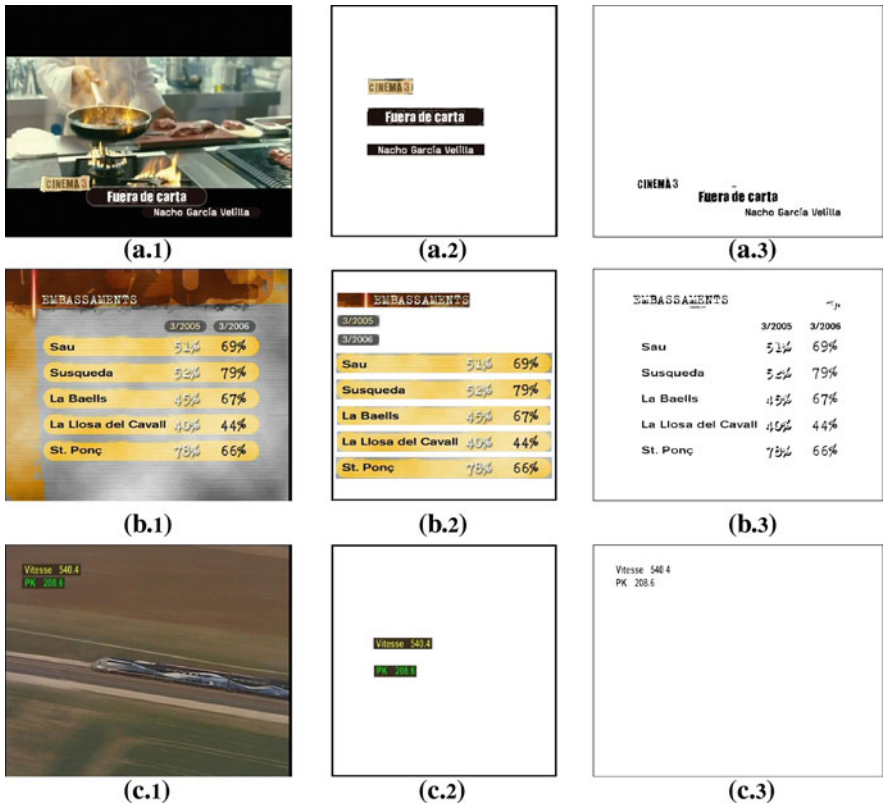 CINEMA 3
Fuera de carta
Nacho García Velilla
CINEMA 3
Fuera de carta
Nacho García Velilla
CINEMA 3
Fuera de carta
Nacho García Velilla
(a.1) (a.2) (a.3)
EMBASSAMENTS
3/2005 3/2006
Sau 51% 69%
Susqueda 52% 79%
La Baells 45% 67%
La Llosa del Cavall 40% 44%
St. Ponç 78% 66%
EMBASSAMENTS
3/2005
3/2006
Sau 51% 69%
Susqueda 52% 79%
La Baells 45% 67%
La Llosa del Cavall 40% 44%
St. Ponç 78% 66%
EMBASSAMENTS
3/2005 3/2006
Sau 51% 69%
Susqueda 52% 79%
La Baells 45% 67%
La Llosa del Cavall 40% 44%
St. Ponç 78% 66%
(b.1) (b.2) (b.3)
Vitesse 540.4
PK 208.6
Vitesse 540.4
PK 208.6
Vitesse 540 4
PK 208.6
(c.1) (c.2) (c.3)